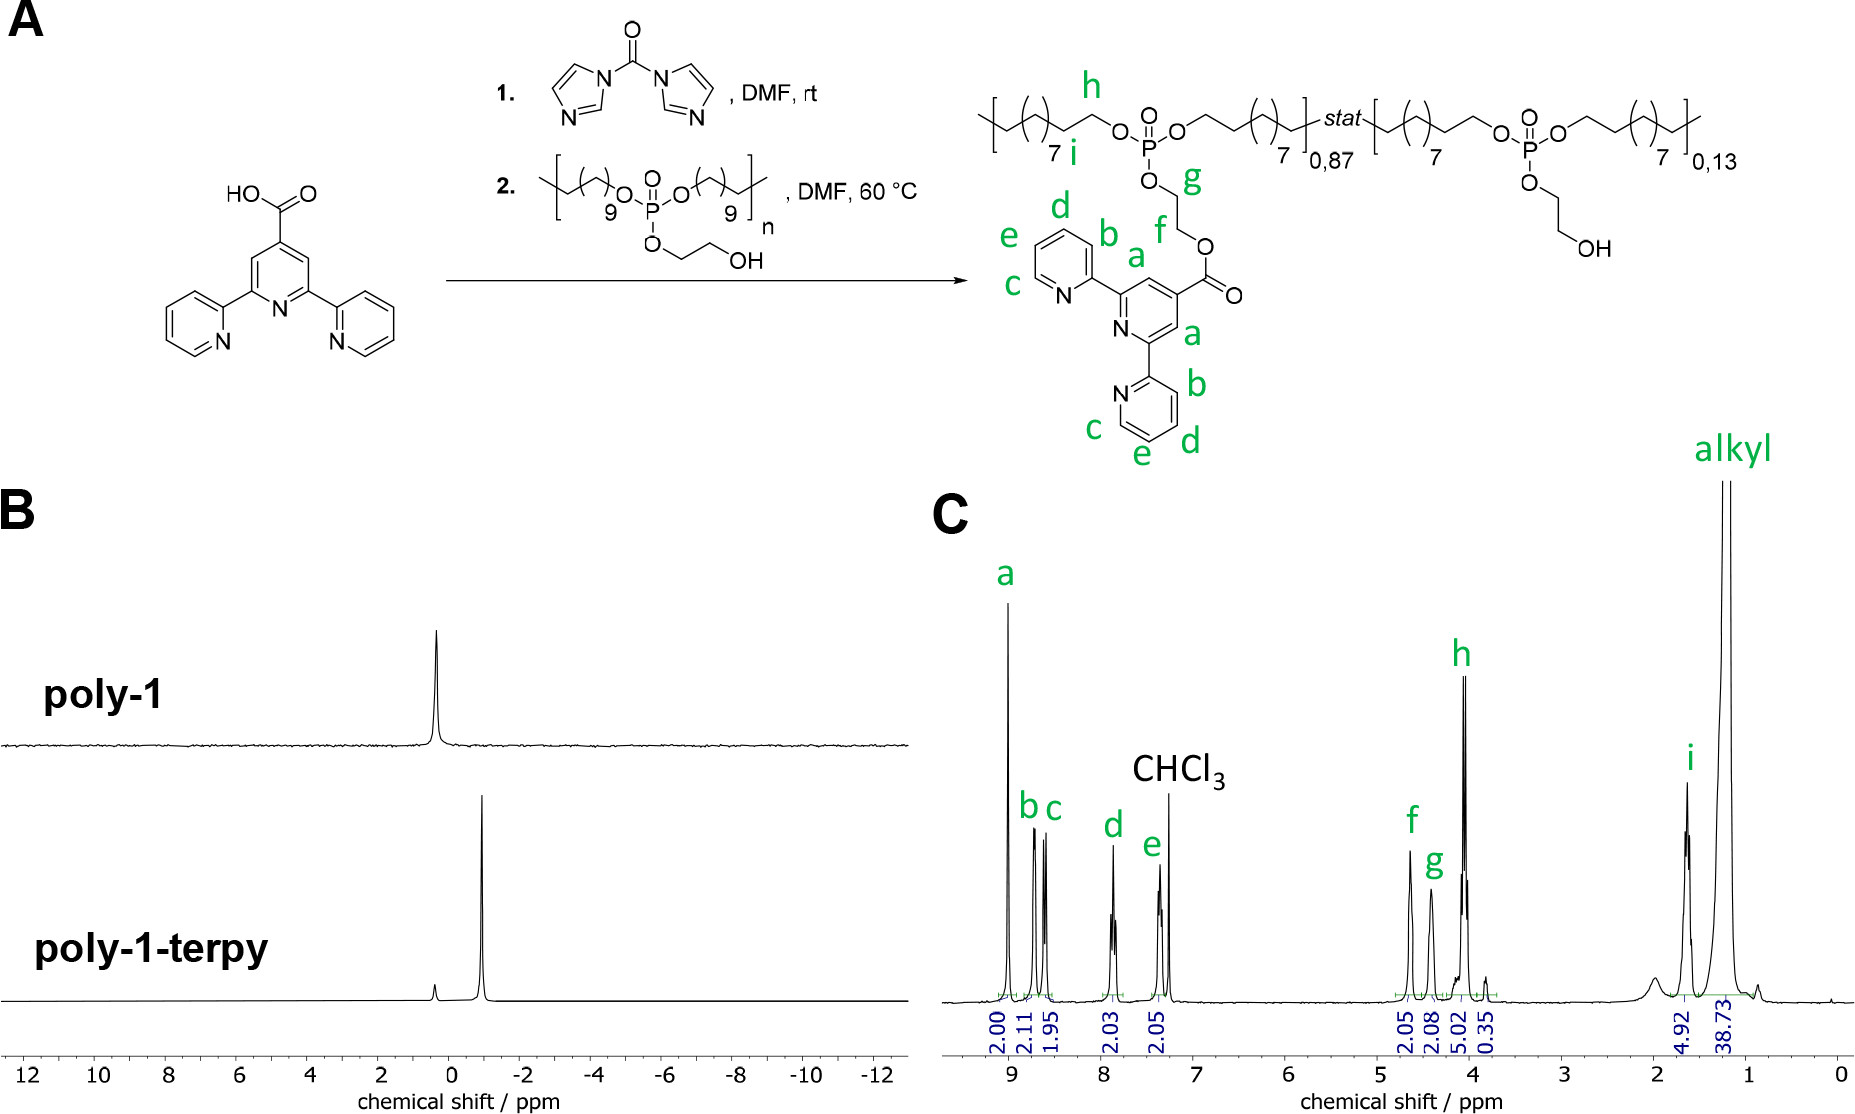 A
1.
O
N
N
N
N
, DMF, rt
2.
9
O
O
P
O
9
n
O
OH
, DMF, 60 °C
HO
O
N
N
N
h
7
i
O
O
P
O
7
0,87
stat
7
O
O
P
O
7
0,13
O
g
O
OH
d
e
b
f
a
O
c
N
O
N
a
N
b
c
d
e
B
poly-1
poly-1-terpy
12 10 8 6 4 2 0 -2 -4 -6 -8 -10 -12
chemical shift / ppm
C
alkyl
a
h
CHCl3
i
b c
d
e
f
g
2.00 2.11 1.95 2.03 2.05 2.05 2.08 5.02 0.35 4.92 38.73
9 8 7 6 5 4 3 2 1 0
chemical shift / ppm